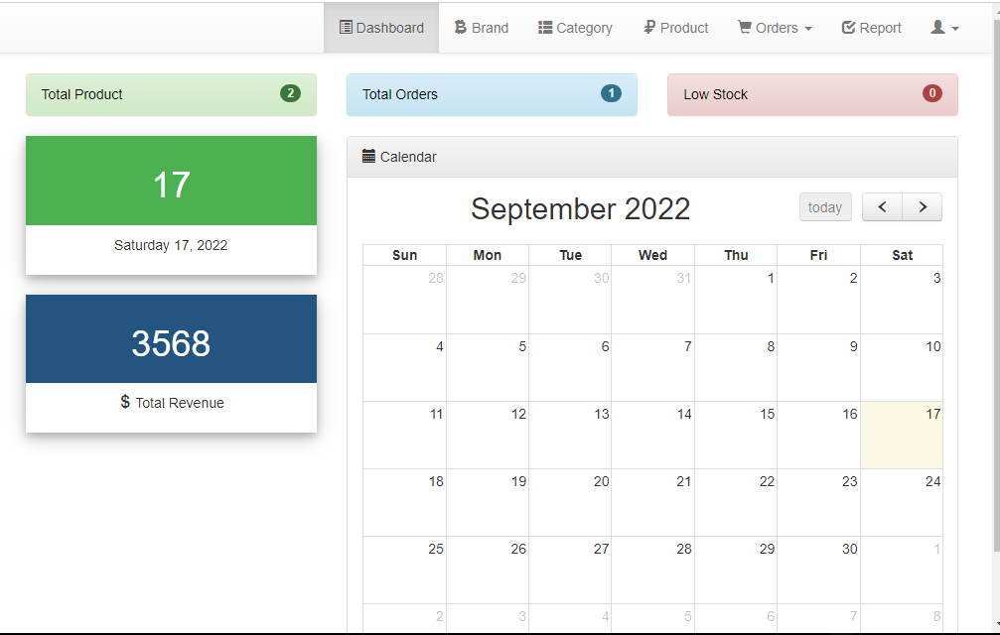 Dashboard Brand Category Product Orders Report
Total Product 2
Total Orders 1
Low Stock 0
17
Saturday 17, 2022
3568
$ Total Revenue
Calendar
September 2022
today
Sun Mon Tue Wed Thu Fri Sat
28 29 30 31 1 2 3
4 5 6 7 8 9 10
11 12 13 14 15 16 17
18 19 20 21 22 23 24
25 26 27 28 29 30 1
2 3 4 5 6 7 8